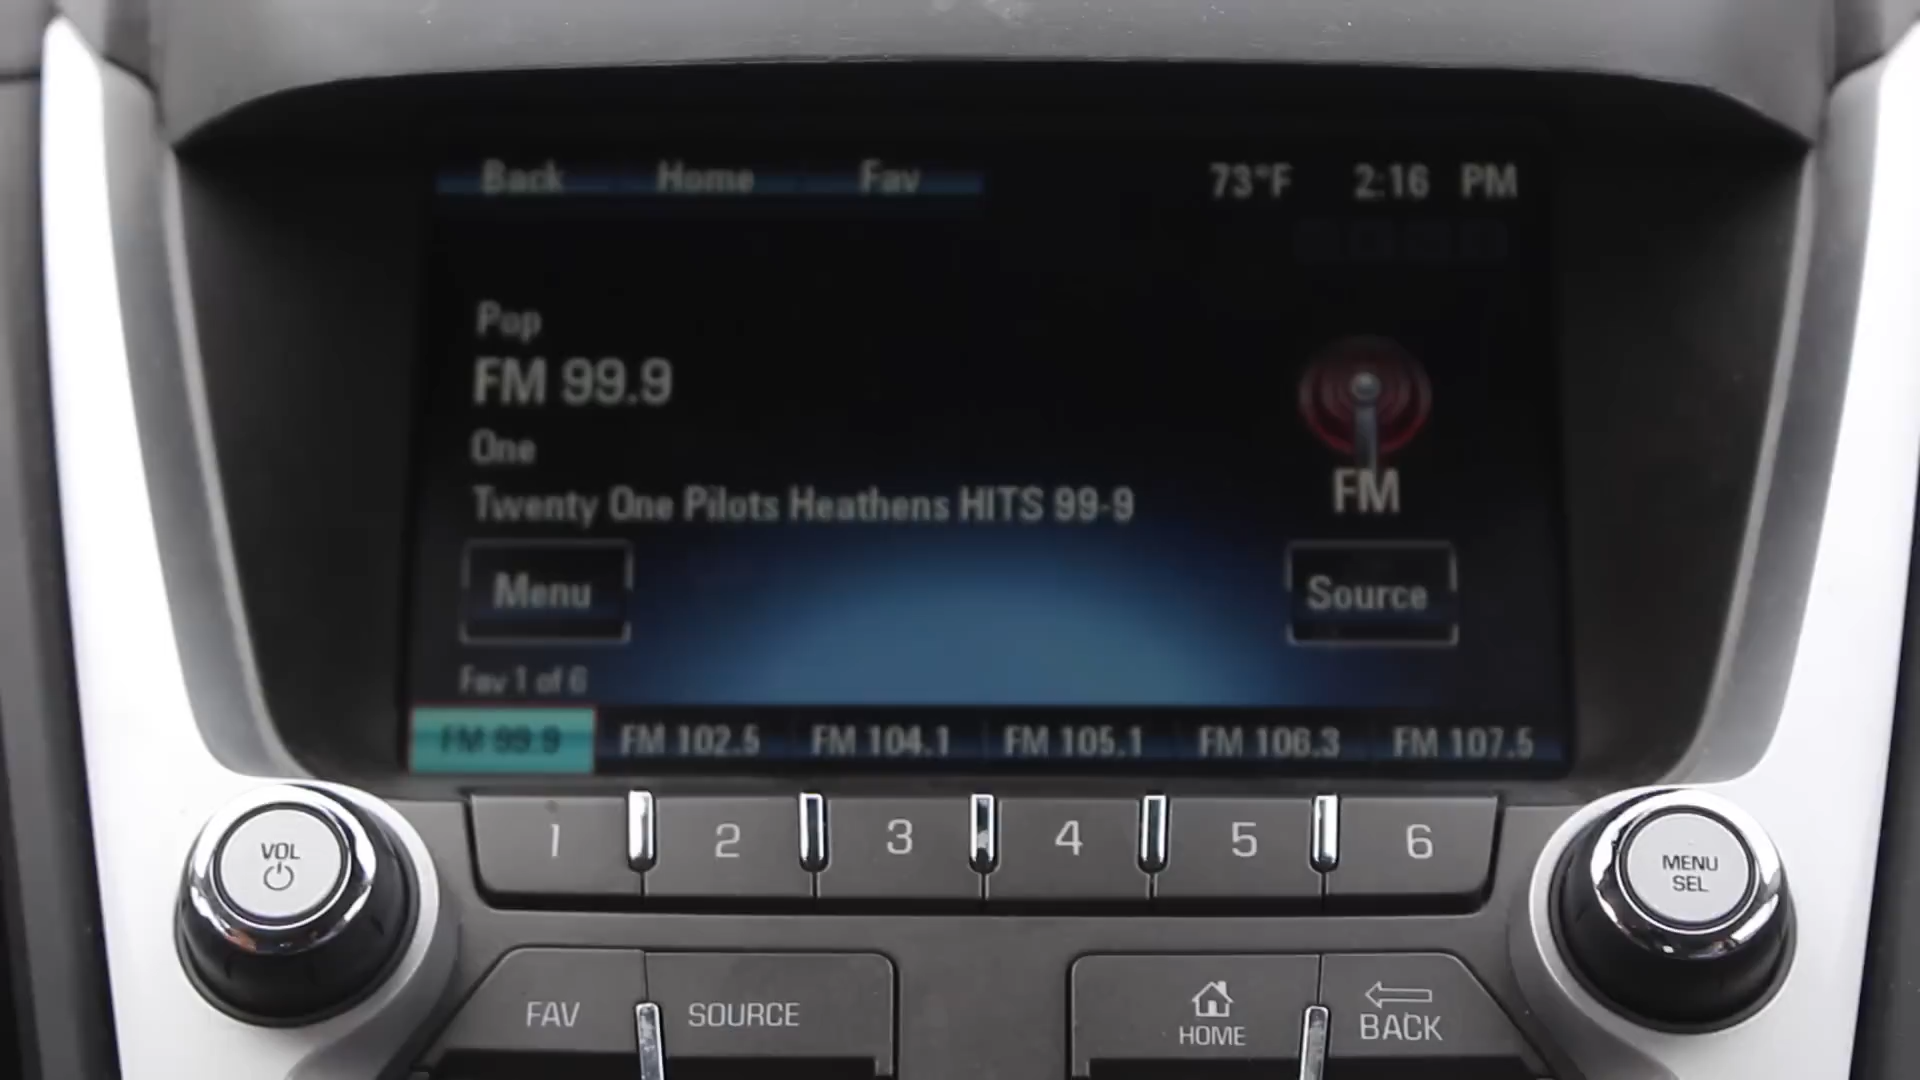 Back Home Fav 73°F 2:16 PM
Pop
FM 99.9
One
Twenty One Pilots Heathens HITS 99-9
FM
Menu Source
Fav 1 of 6
FM 99.9 FM 102.5 FM 104.1 FM 105.1 FM 106.3 FM 107.5
1 2 3 4 5 6
VOL
MENU
SEL
FAV SOURCE HOME BACK